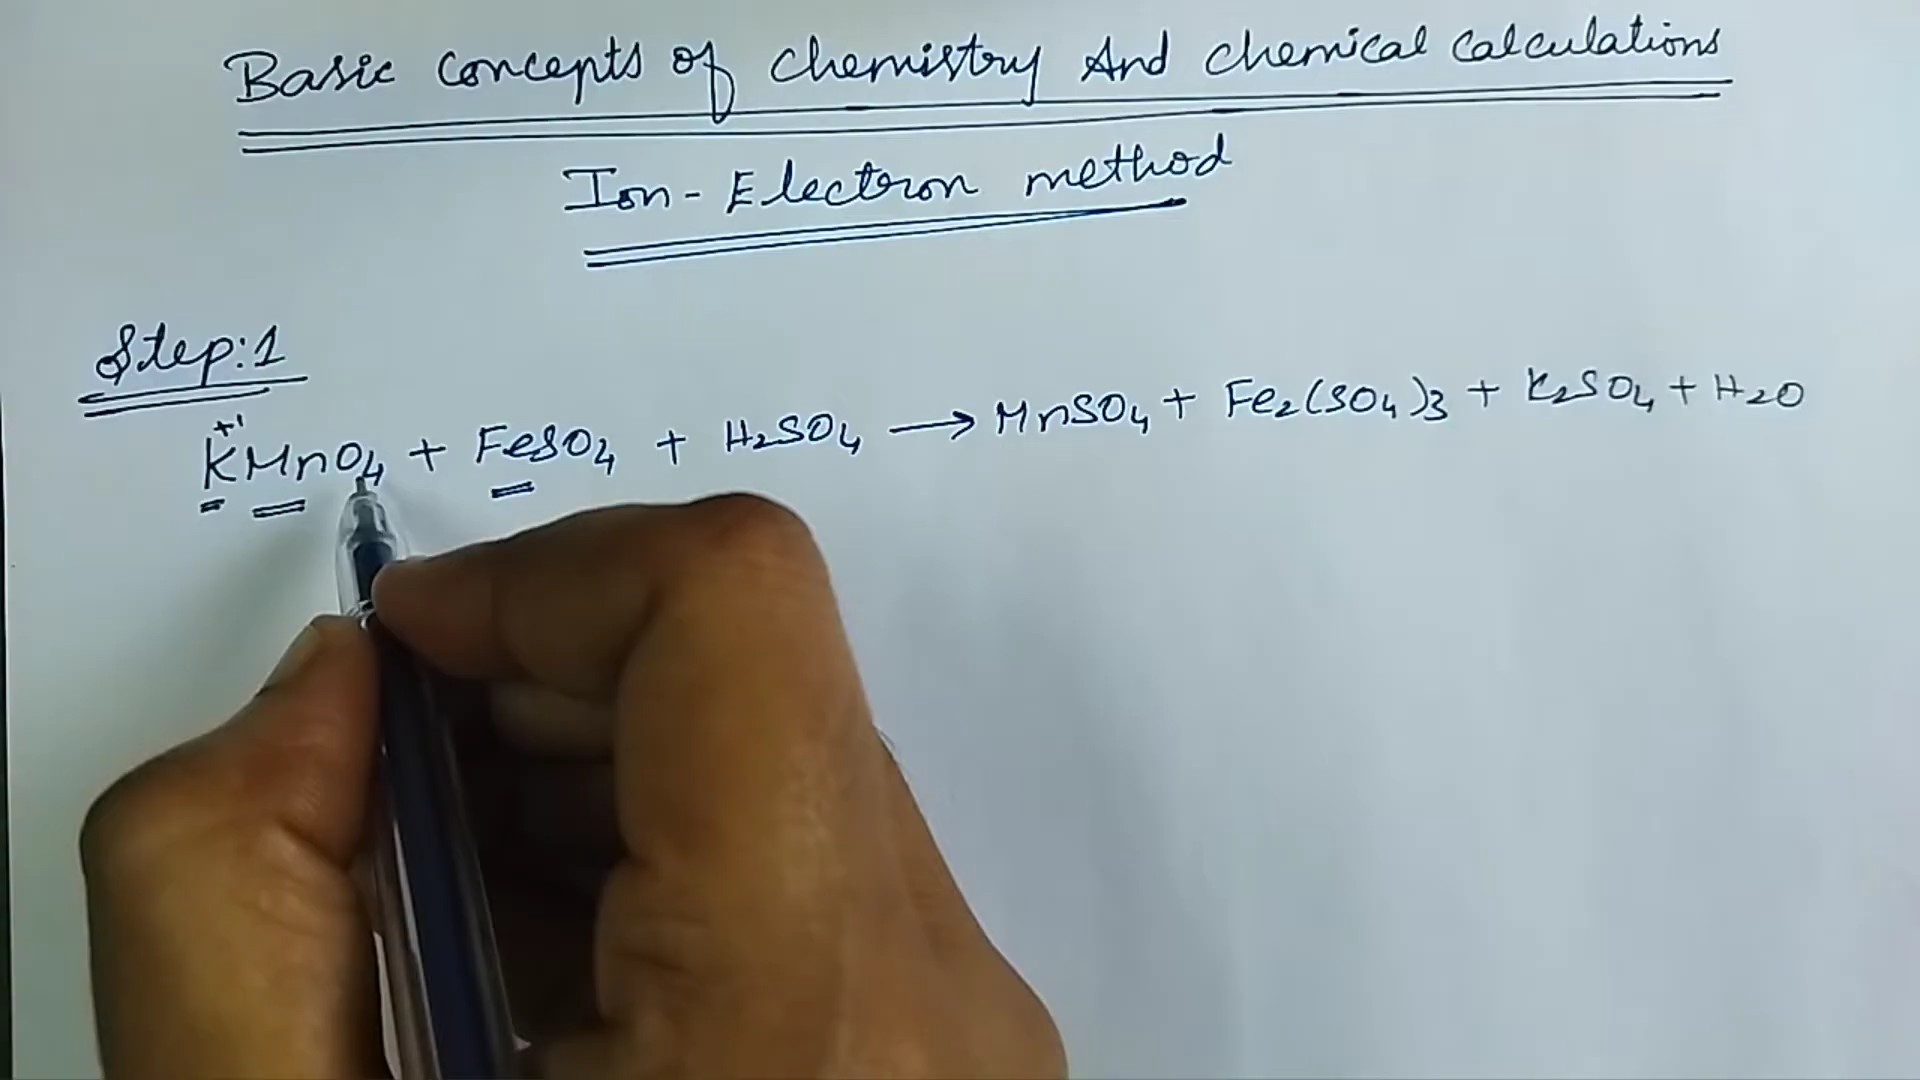 Basic Concepts of Chemistry And Chemical Calculations
Ion-Electron method
Step:1
+1
KMnO4 + FeSO4 + H2SO4 → MnSO4 + Fe2(SO4)3 + K2SO4 + H2O